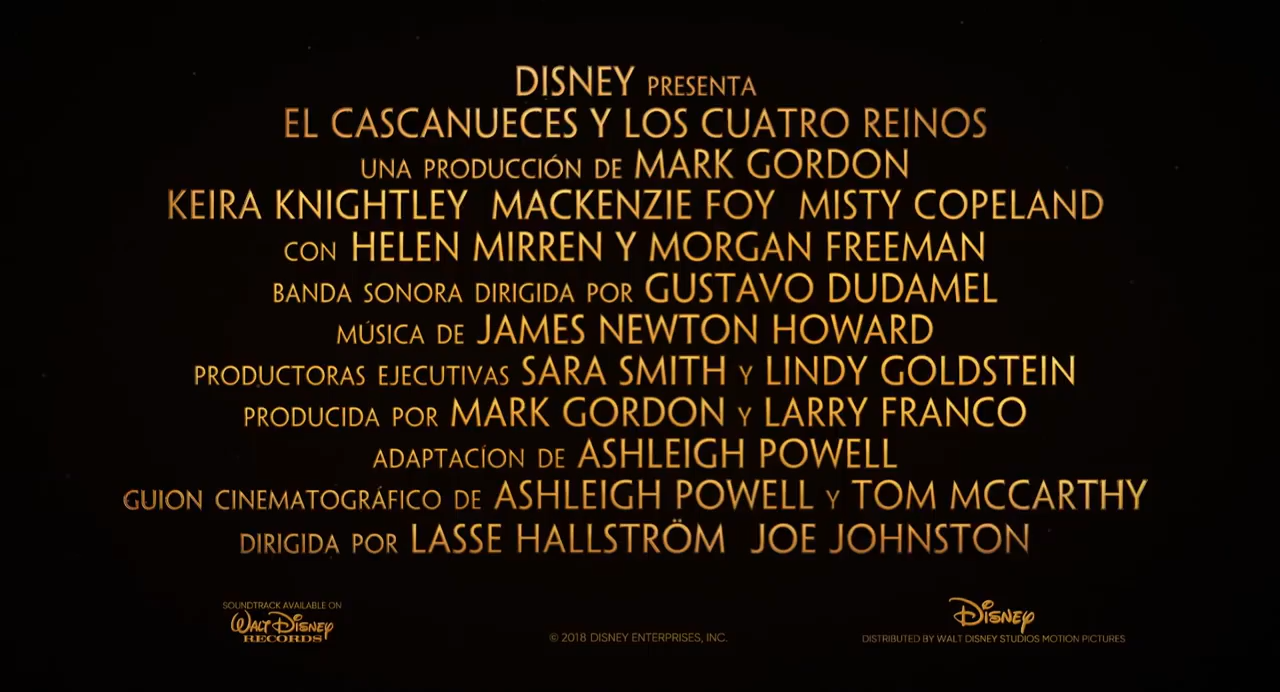 DISNEY PRESENTA
EL CASCANUECES Y LOS CUATRO REINOS
UNA PRODUCCIÓN DE MARK GORDON
KEIRA KNIGHTLEY MACKENZIE FOY MISTY COPELAND
CON HELEN MIRREN Y MORGAN FREEMAN
BANDA SONORA DIRIGIDA POR GUSTAVO DUDAMEL
MÚSICA DE JAMES NEWTON HOWARD
PRODUCTORAS EJECUTIVAS SARA SMITH Y LINDY GOLDSTEIN
PRODUCIDA POR MARK GORDON Y LARRY FRANCO
ADAPTACÍON DE ASHLEIGH POWELL
GUION CINEMATOGRÁFICO DE ASHLEIGH POWELL Y TOM MCCARTHY
DIRIGIDA POR LASSE HALLSTRÖM JOE JOHNSTON
SOUNDTRACK AVAILABLE ON
WALT DISNEY
RECORDS
© 2018 DISNEY ENTERPRISES, INC.
DISNEY
DISTRIBUTED BY WALT DISNEY STUDIOS MOTION PICTURES